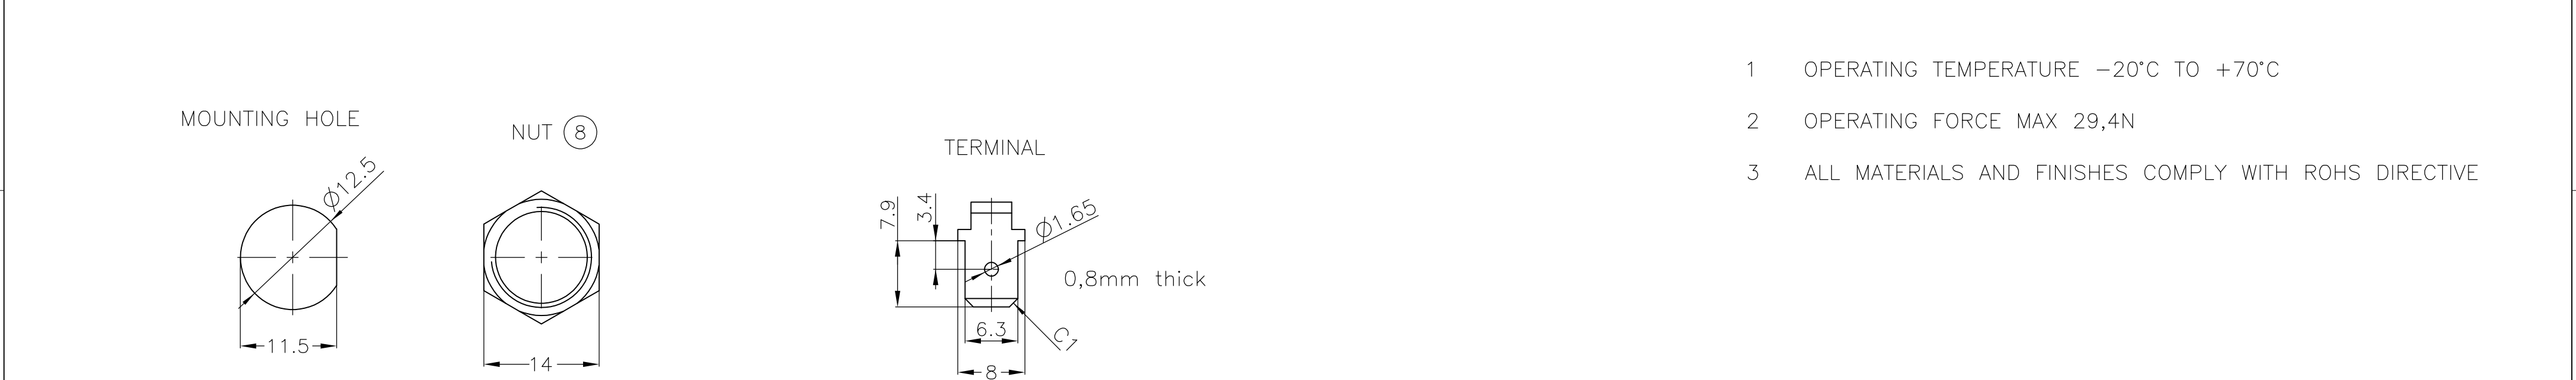 MOUNTING HOLE
Ø12.5
11.5
NUT 8
14
TERMINAL
7.9
3.4
Ø1.65
0,8mm thick
6.3
C1
8
1 OPERATING TEMPERATURE −20°C TO +70°C
2 OPERATING FORCE MAX 29,4N
3 ALL MATERIALS AND FINISHES COMPLY WITH ROHS DIRECTIVE